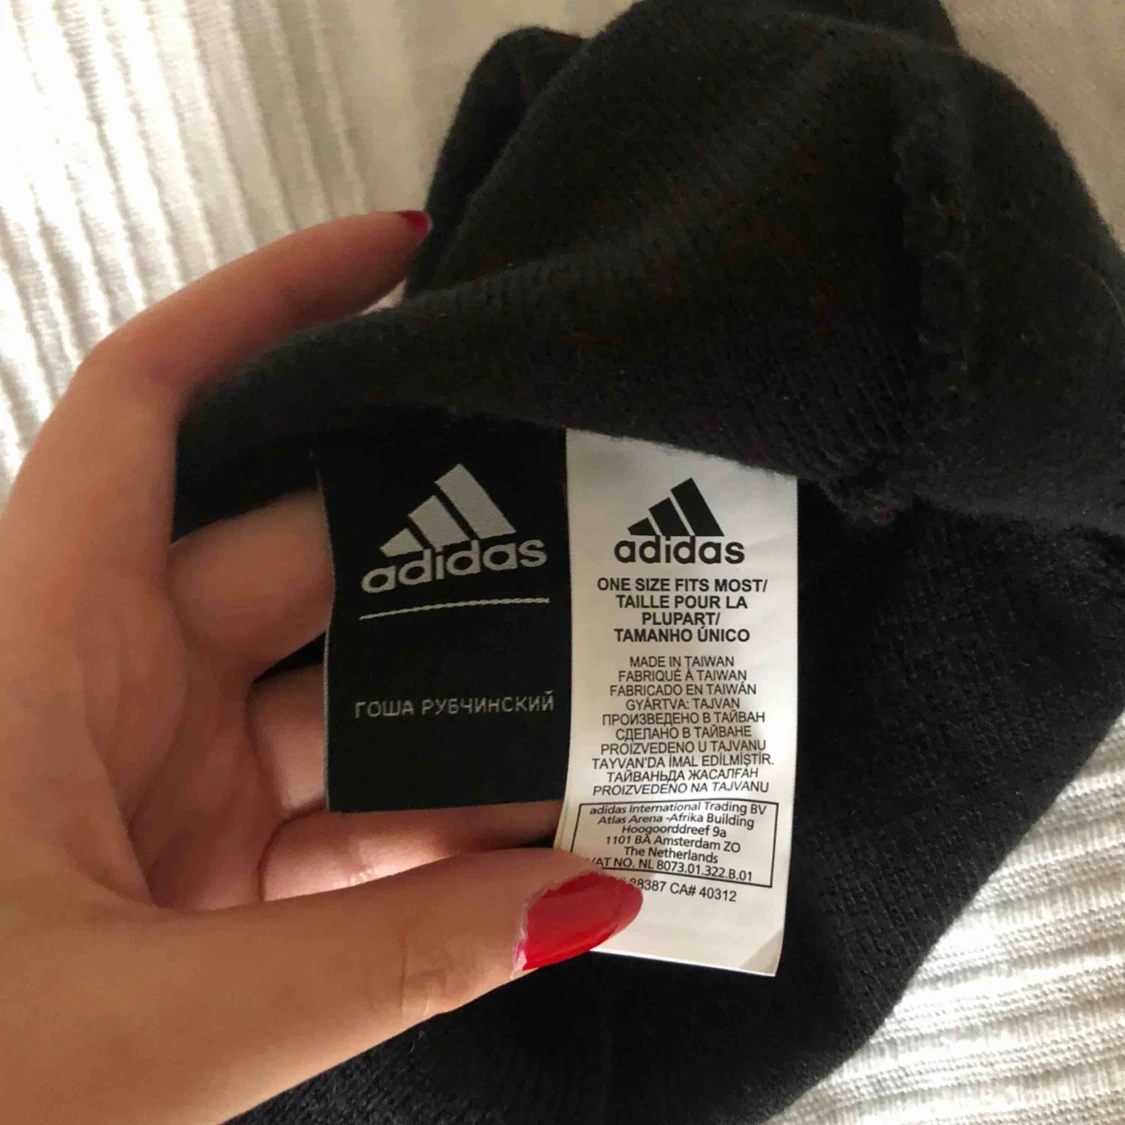 adidas
ГОША РУБЧИНСКИЙ
adidas
ONE SIZE FITS MOST/
TAILLE POUR LA
PLUPART/
TAMANHO ÚNICO
MADE IN TAIWAN
FABRIQUÉ À TAIWAN
FABRICADO EN TAIWÁN
GYÁRTVA: TAJVAN
ПРОИЗВЕДЕНО В ТАЙВАН
СДЕЛАНО В ТАЙВАНЕ
PROIZVEDENO U TAJVANU
TAYVAN'DA İMAL EDİLMİŞTİR.
ТАЙВАНЬДА ЖАСАЛҒАН
PROIZVEDENO NA TAJVANU
adidas International Trading BV
Atlas Arena -Afrika Building
Hoogoorddreef 9a
1101 BA Amsterdam ZO
The Netherlands
VAT NO. NL 8073.01.322.B.01
CA# 40312